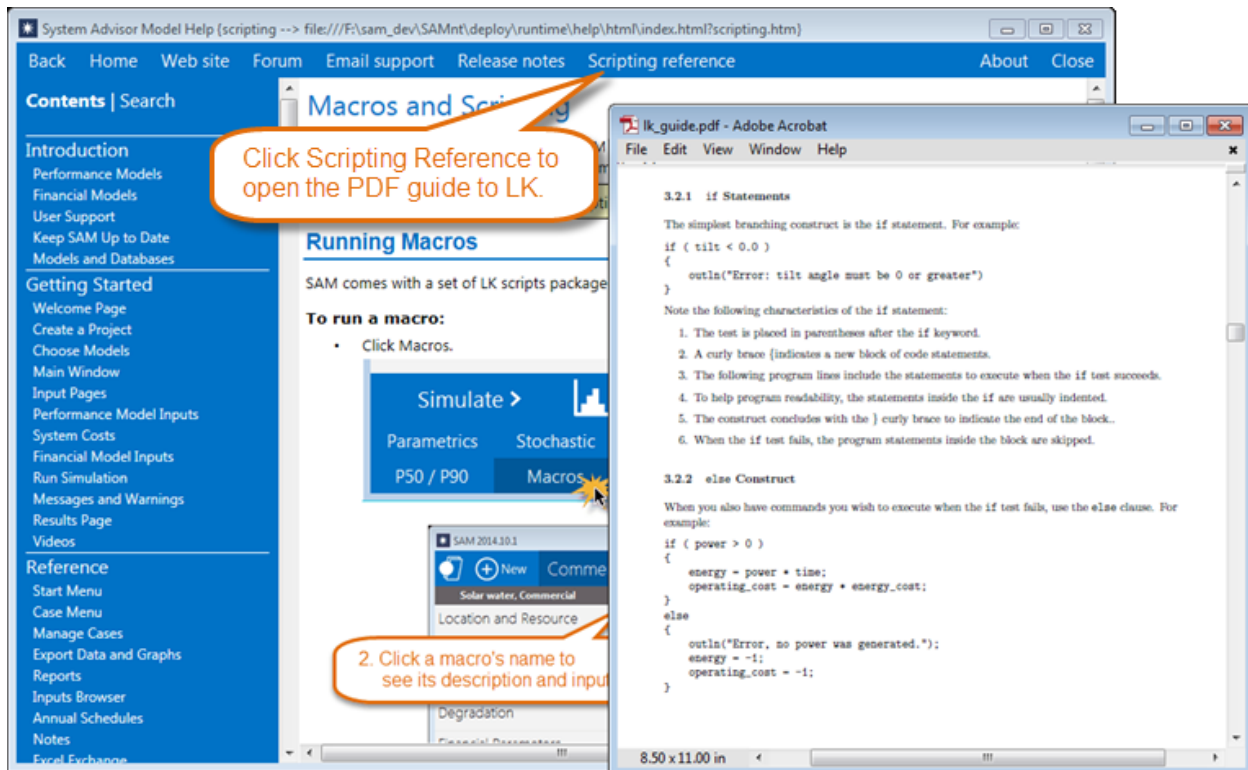 System Advisor Model Help {scripting --> file:///F:\sam_dev\SAMnt\deploy\runtime\help\html\index.html?scripting.htm}
Back Home Web site Forum Email support Release notes Scripting reference About Close
Contents | Search
Introduction
Performance Models
Financial Models
User Support
Keep SAM Up to Date
Models and Databases
Getting Started
Welcome Page
Create a Project
Choose Models
Main Window
Input Pages
Performance Model Inputs
System Costs
Financial Model Inputs
Run Simulation
Messages and Warnings
Results Page
Videos
Reference
Start Menu
Case Menu
Manage Cases
Export Data and Graphs
Reports
Inputs Browser
Annual Schedules
Notes
Excel Exchange
Macros and Scripting
Click Scripting Reference to
open the PDF guide to LK.
Running Macros
SAM comes with a set of LK scripts package
To run a macro:
• Click Macros.
Simulate >
Parametrics Stochastic
P50 / P90 Macros
SAM 2014.10.1
New Comme
Solar water, Commercial
Location and Resource
2. Click a macro's name to
see its description and input
Degradation
Financial Parameters
lk_guide.pdf - Adobe Acrobat
File Edit View Window Help
3.2.1 if Statements
The simplest branching construct is the if statement. For example:
if ( tilt < 0.0 )
{
outln("Error: tilt angle must be 0 or greater")
}
Note the following characteristics of the if statement:
1. The test is placed in parentheses after the if keyword.
2. A curly brace {indicates a new block of code statements.
3. The following program lines include the statements to execute when the if test succeeds.
4. To help program readability, the statements inside the if are usually indented.
5. The construct concludes with the } curly brace to indicate the end of the block..
6. When the if test fails, the program statements inside the block are skipped.
3.2.2 else Construct
When you also have commands you wish to execute when the if test fails, use the else clause. For
example:
if ( power > 0 )
{
energy = power * time;
operating_cost = energy * energy_cost;
}
else
{
outln("Error, no power was generated.");
energy = -1;
operating_cost = -1;
}
8.50 x 11.00 in